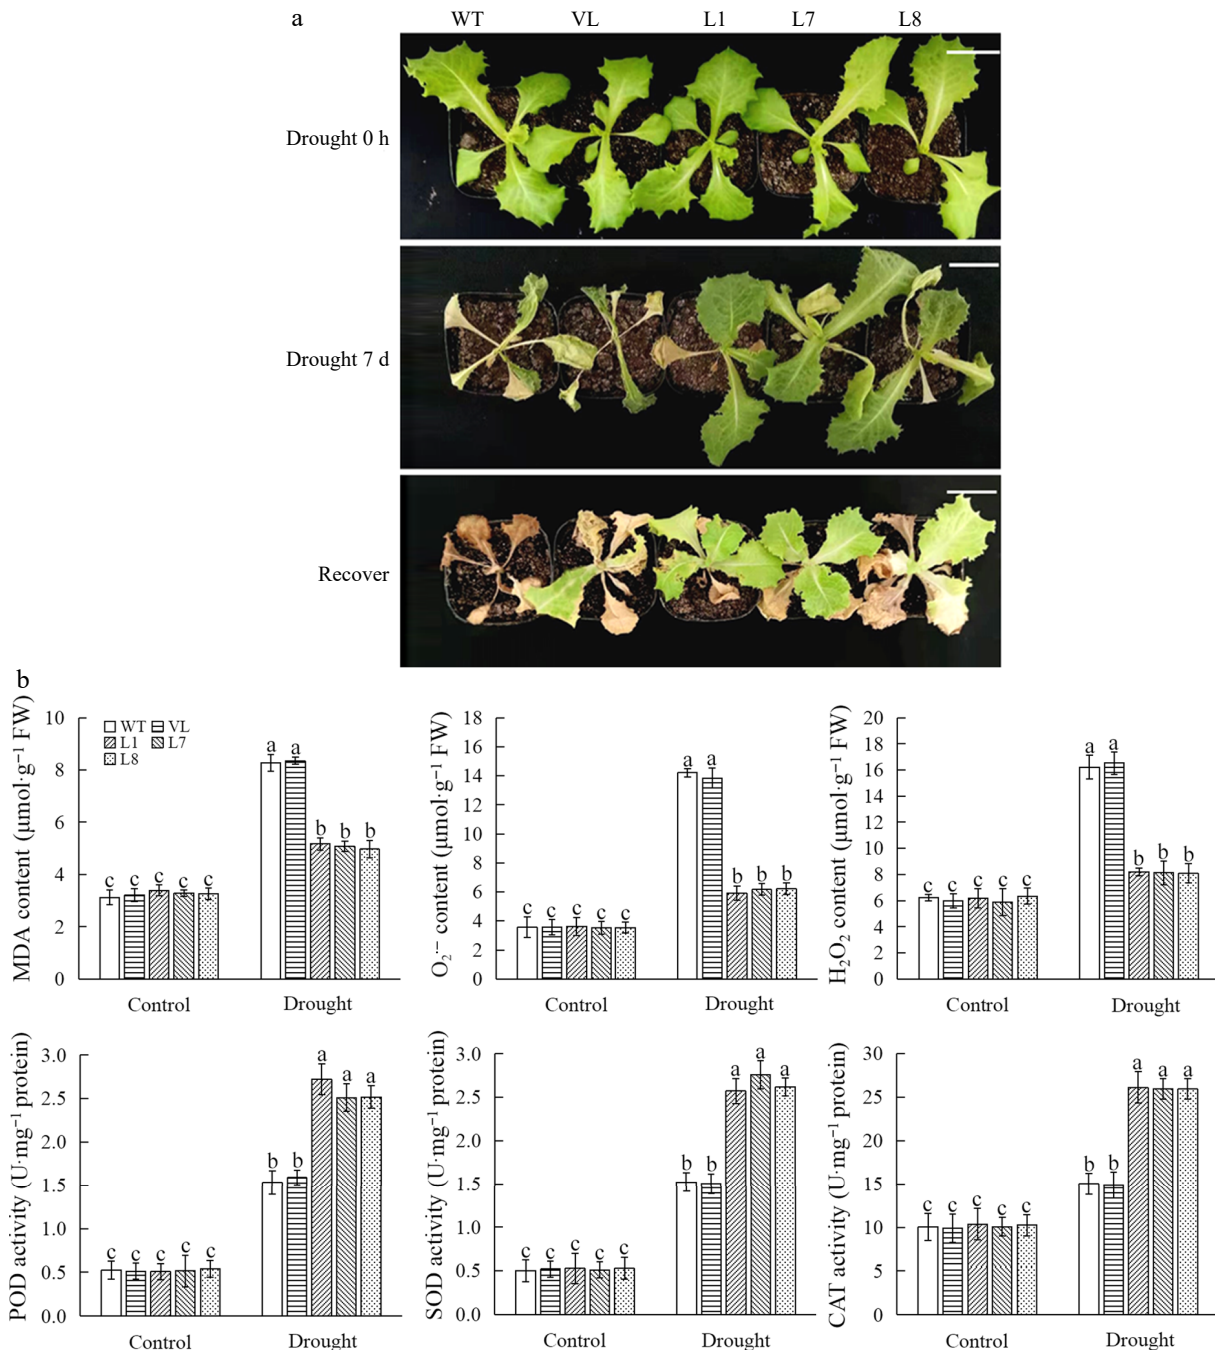 a
WT VL L1 L7 L8
Drought 0 h
Drought 7 d
Recover
b
MDA content (μmol·g⁻¹ FW)
10
8
6
4
2
0
WT VL
L1 L7
L8
c c c c c a a b b b
Control Drought
O₂·⁻ content (μmol·g⁻¹ FW)
18
16
14
12
10
8
6
4
2
0
c c c c c a a b b b
Control Drought
H₂O₂ content (μmol·g⁻¹ FW)
20
18
16
14
12
10
8
6
4
2
0
c c c c c a a b b b
Control Drought
POD activity (U·mg⁻¹ protein)
3.0
2.5
2.0
1.5
1.0
0.5
0.0
c c c c c b b a a a
Control Drought
SOD activity (U·mg⁻¹ protein)
3.0
2.5
2.0
1.5
1.0
0.5
0.0
c c c c c b b a a a
Control Drought
CAT activity (U·mg⁻¹ protein)
30
25
20
15
10
5
0
c c c c c b b a a a
Control Drought